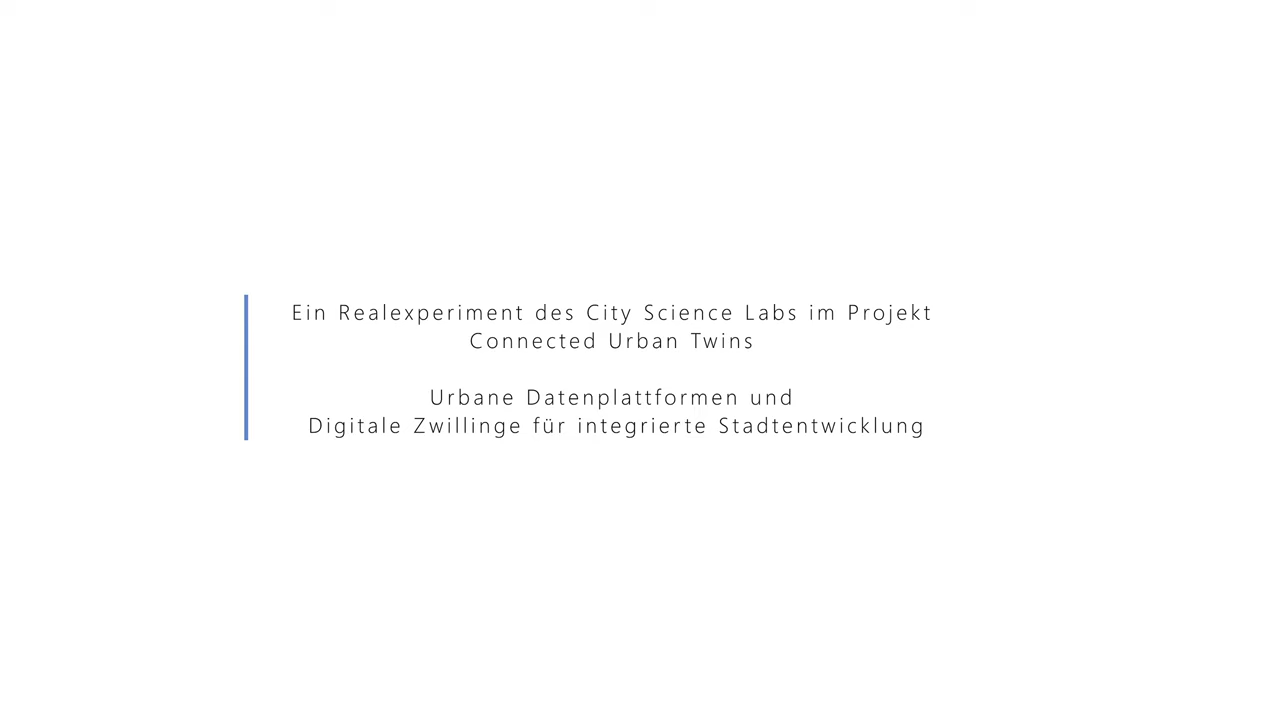 Ein Realexperiment des City Science Labs im Projekt
Connected Urban Twins
Urbane Datenplattformen und
Digitale Zwillinge für integrierte Stadtentwicklung